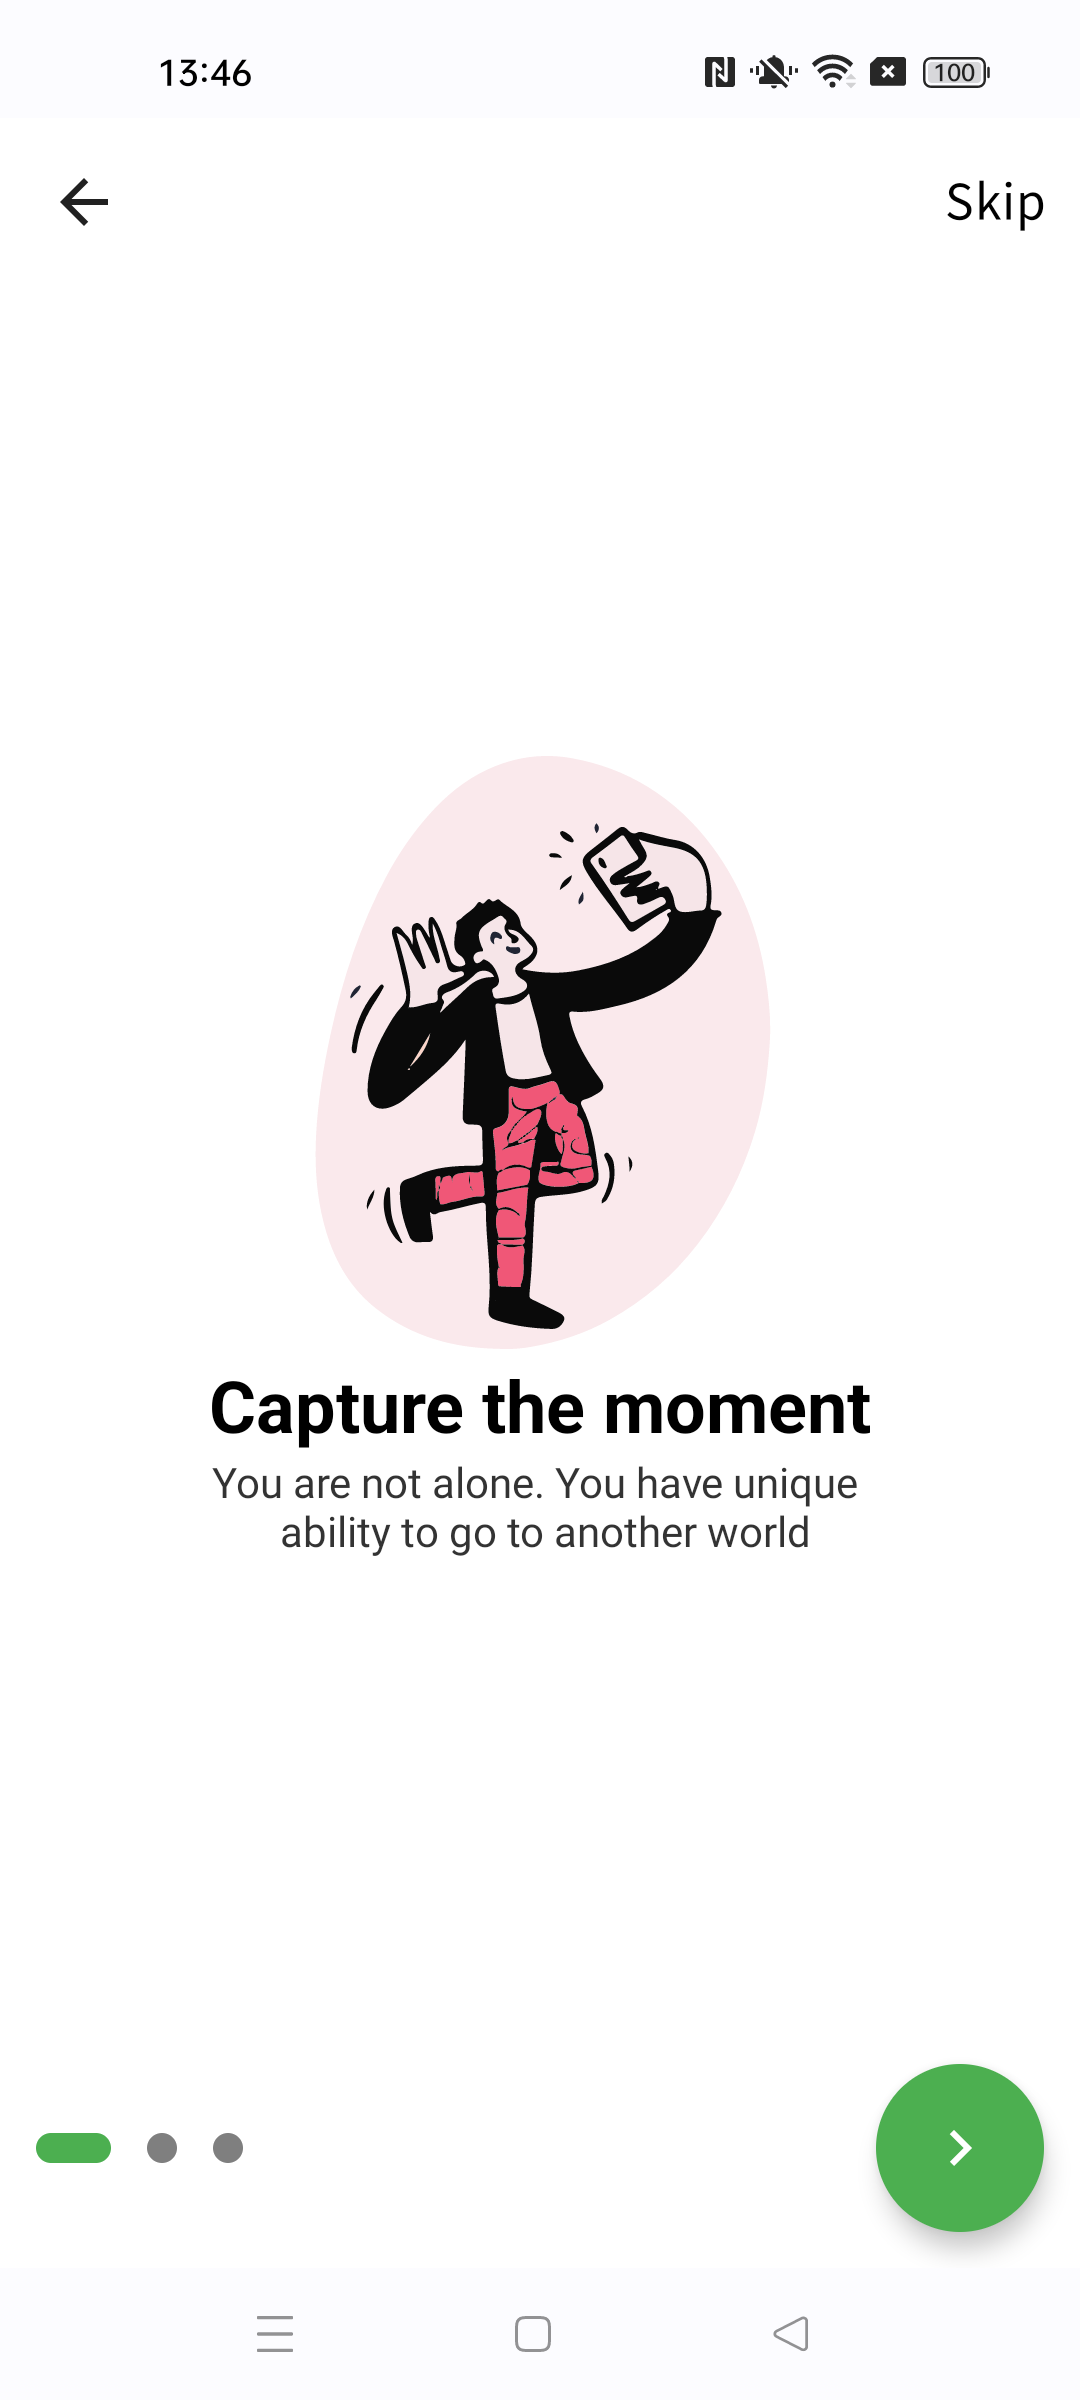 13:46
100
Skip
Capture the moment
You are not alone. You have unique
ability to go to another world